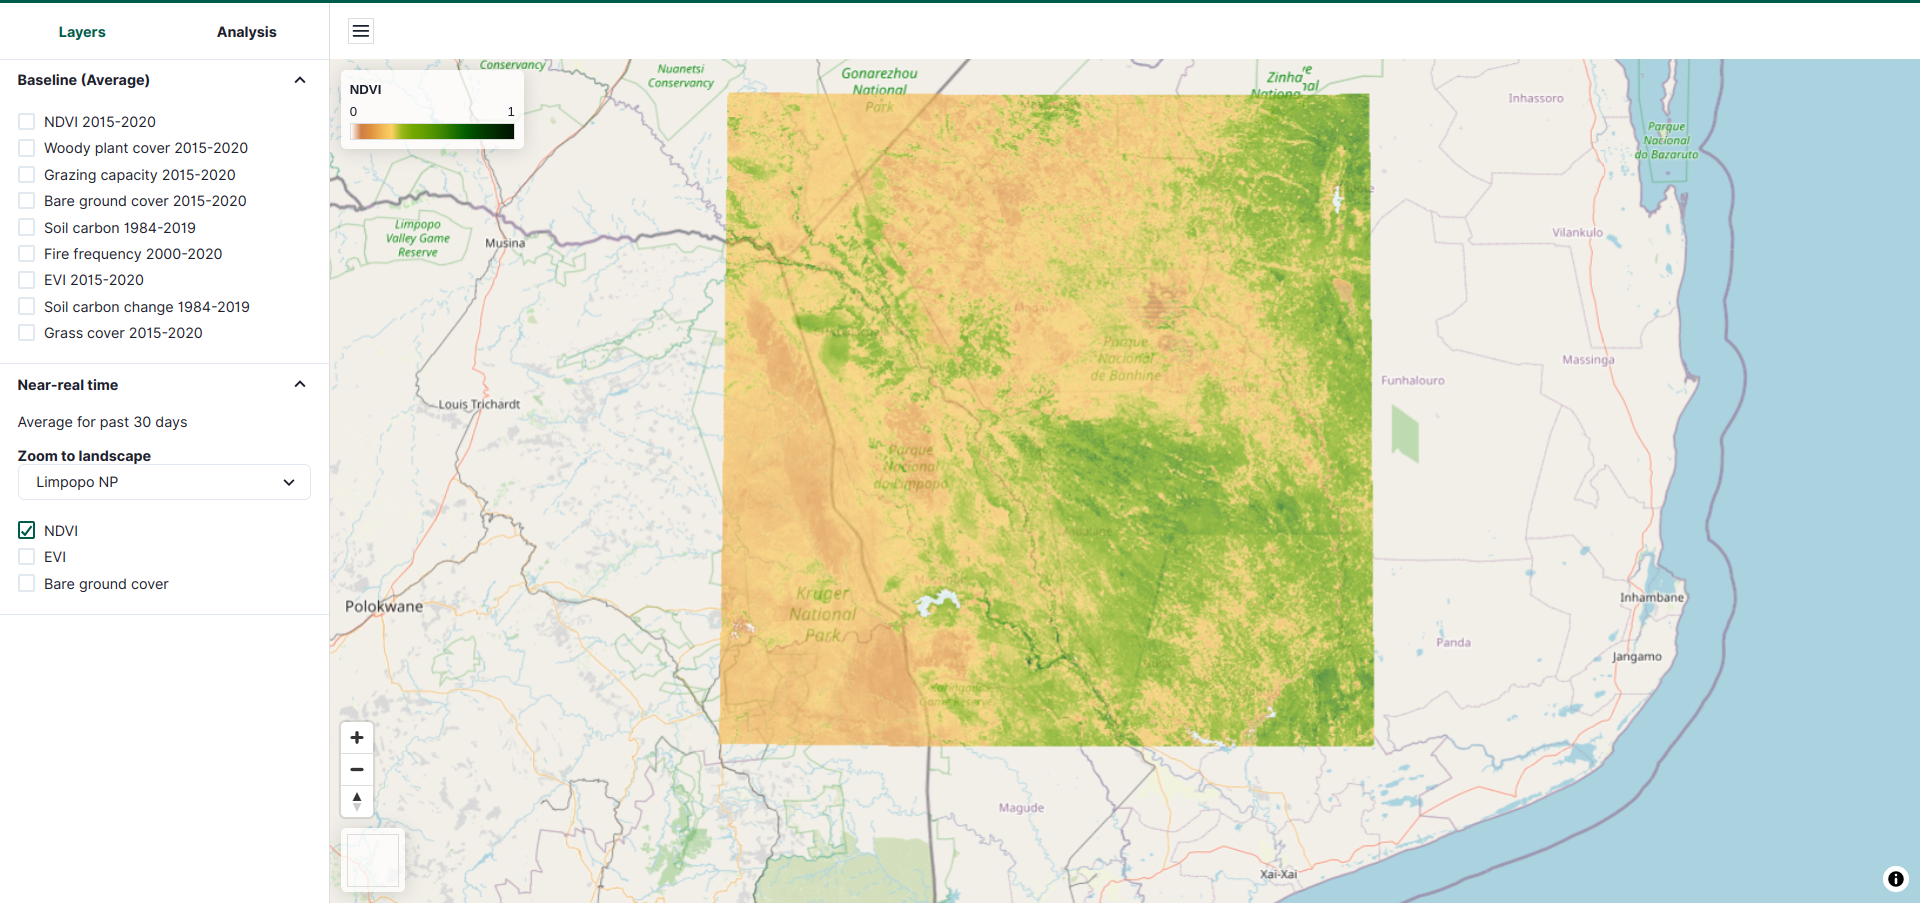 Layers
Analysis
Baseline (Average)
NDVI 2015-2020
Woody plant cover 2015-2020
Grazing capacity 2015-2020
Bare ground cover 2015-2020
Soil carbon 1984-2019
Fire frequency 2000-2020
EVI 2015-2020
Soil carbon change 1984-2019
Grass cover 2015-2020
Near-real time
Average for past 30 days
Zoom to landscape
Limpopo NP
NDVI
EVI
Bare ground cover
NDVI
0
1
Conservancy
Nuanetsi
Conservancy
Gonarezhou
National
Park
Inhassoro
Parque
Nacional
do Bazaruto
Limpopo
Valley Game
Reserve
Musina
Vilankulo
Parque
Nacional
de Banhine
Massinga
Funhalouro
Louis Trichardt
Parque
Nacional
do Limpopo
Kruger
National
Park
Polokwane
Inhambane
Panda
Jangamo
Magude
Xai-Xai